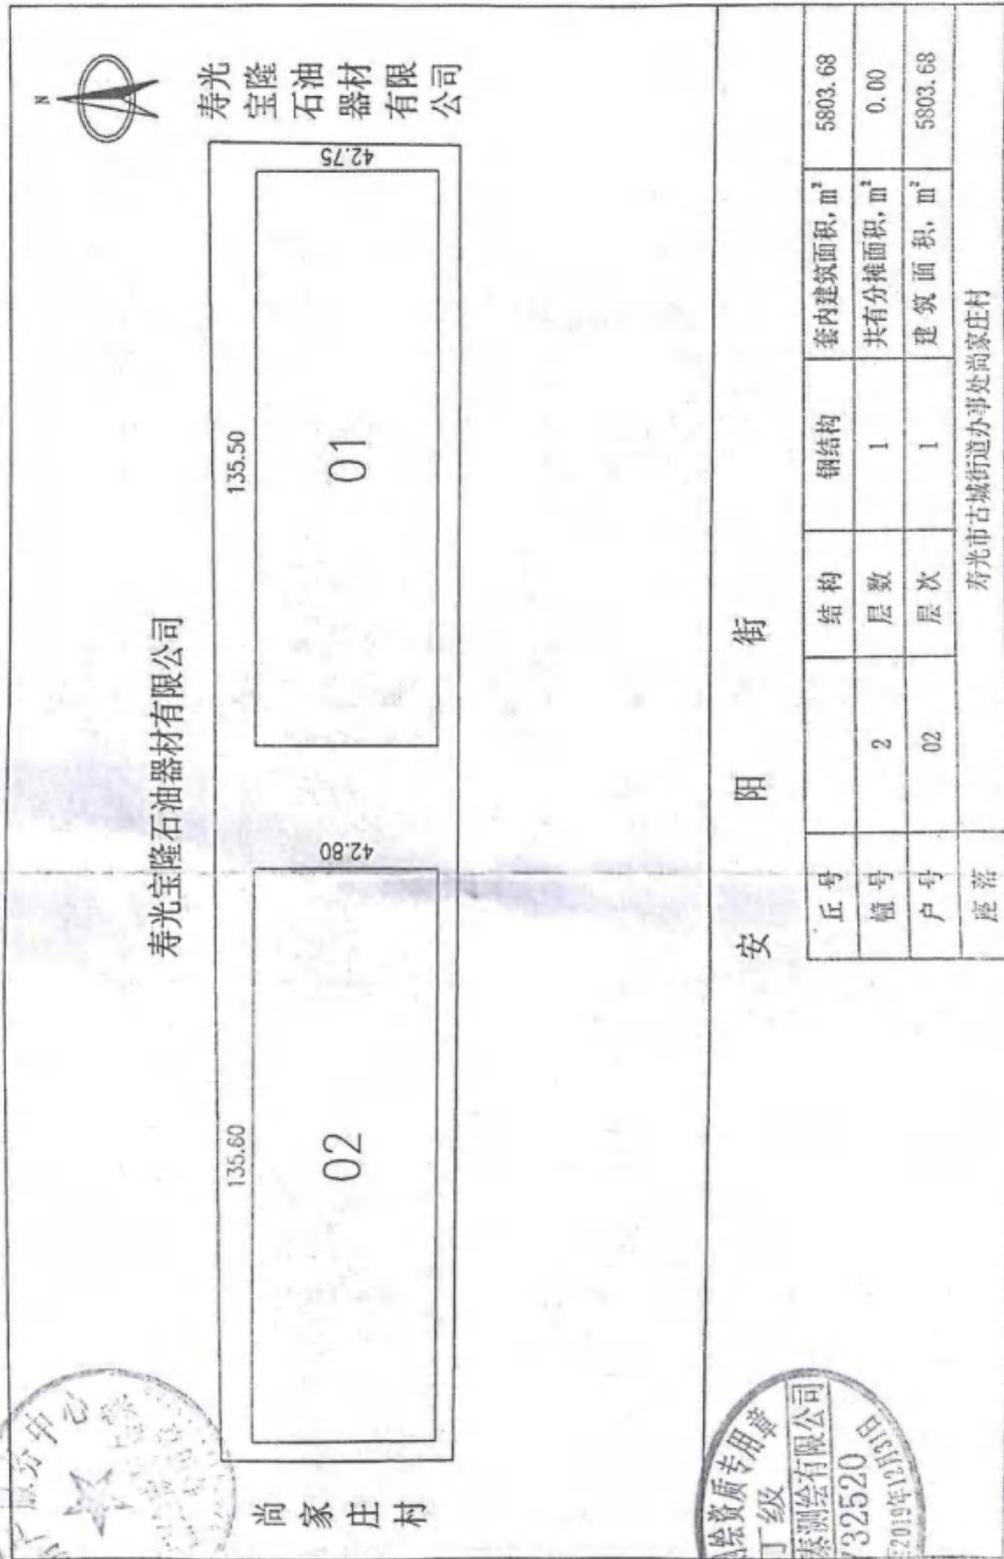 N
寿光宝隆石油器材有限公司
寿光
宝隆
石油
器材
有限
公司
135.60
135.50
42.80
42.75
02
01
尚家庄村
安阳街
丘号 结构 钢结构 套内建筑面积,m² 5803.68
幢号 2 层数 1 共有分摊面积,m² 0.00
户号 02 层次 1 建筑面积,m² 5803.68
座落 寿光市古城街道办事处尚家庄村
中心
绘资质专用章
丁级
泰测绘有限公司
732520
2019年12月31日